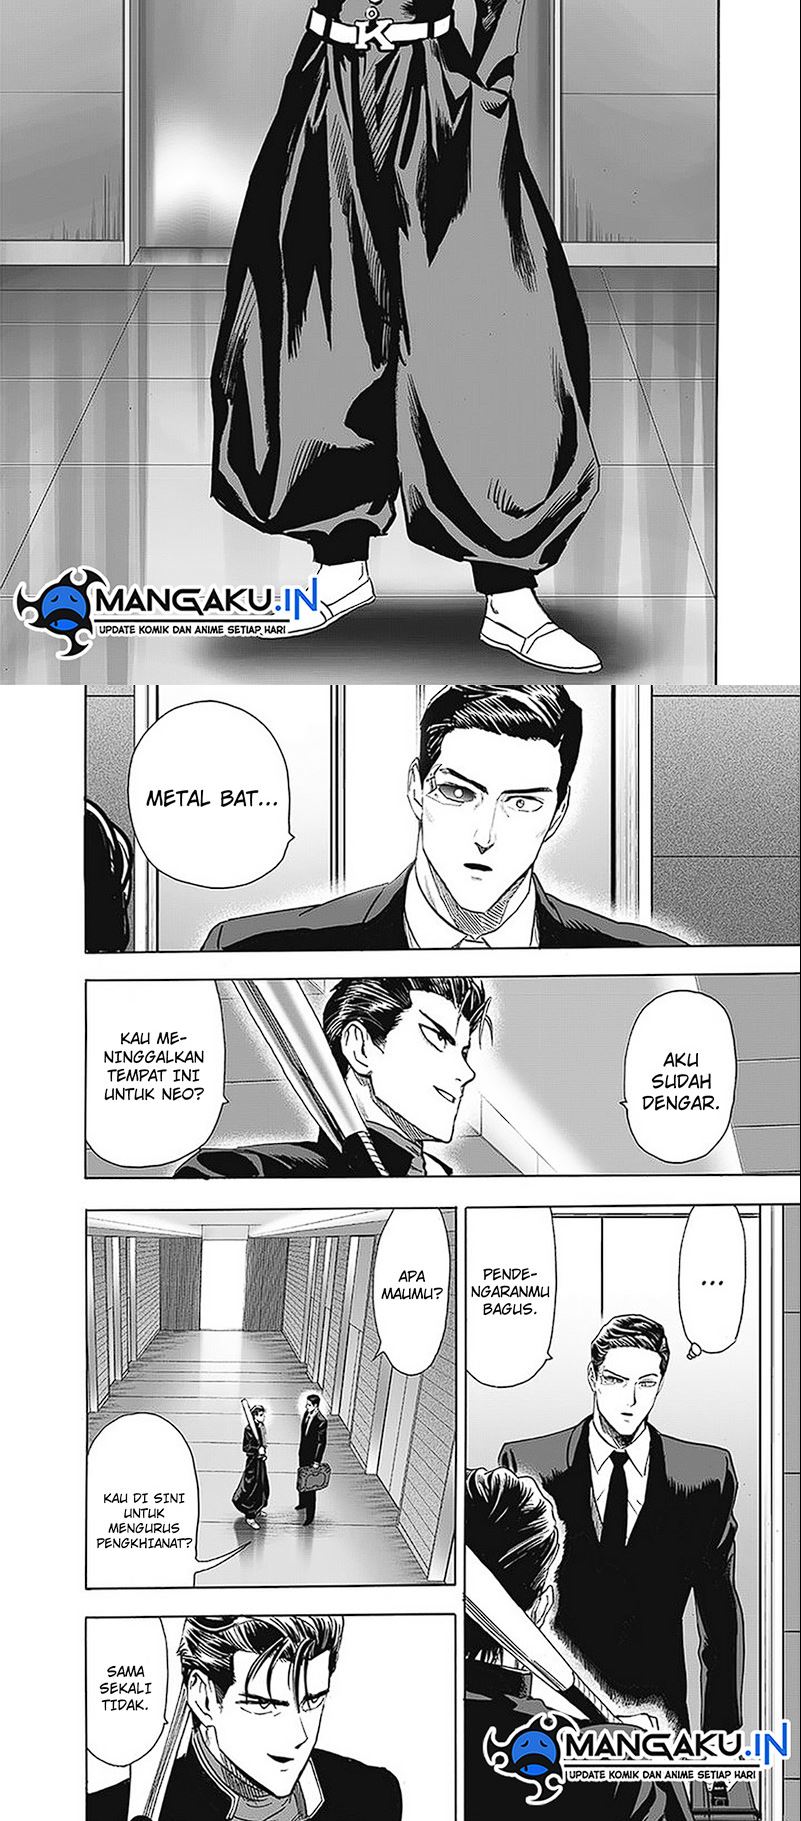 K
MANGAKU.IN
UPDATE KOMIK DAN ANIME SETIAP HARI
METAL BAT...
AKU
SUDAH
DENGAR.
KAU ME-
NINGGALKAN
TEMPAT INI
UNTUK NEO?
...
PENDE-
NGARANMU
BAGUS.
APA
MAUMU?
KAU DI SINI
UNTUK
MENGURUS
PENGKHIANAT?
SAMA
SEKALI
TIDAK.
MANGAKU.IN
UPDATE KOMIK DAN ANIME SETIAP HARI